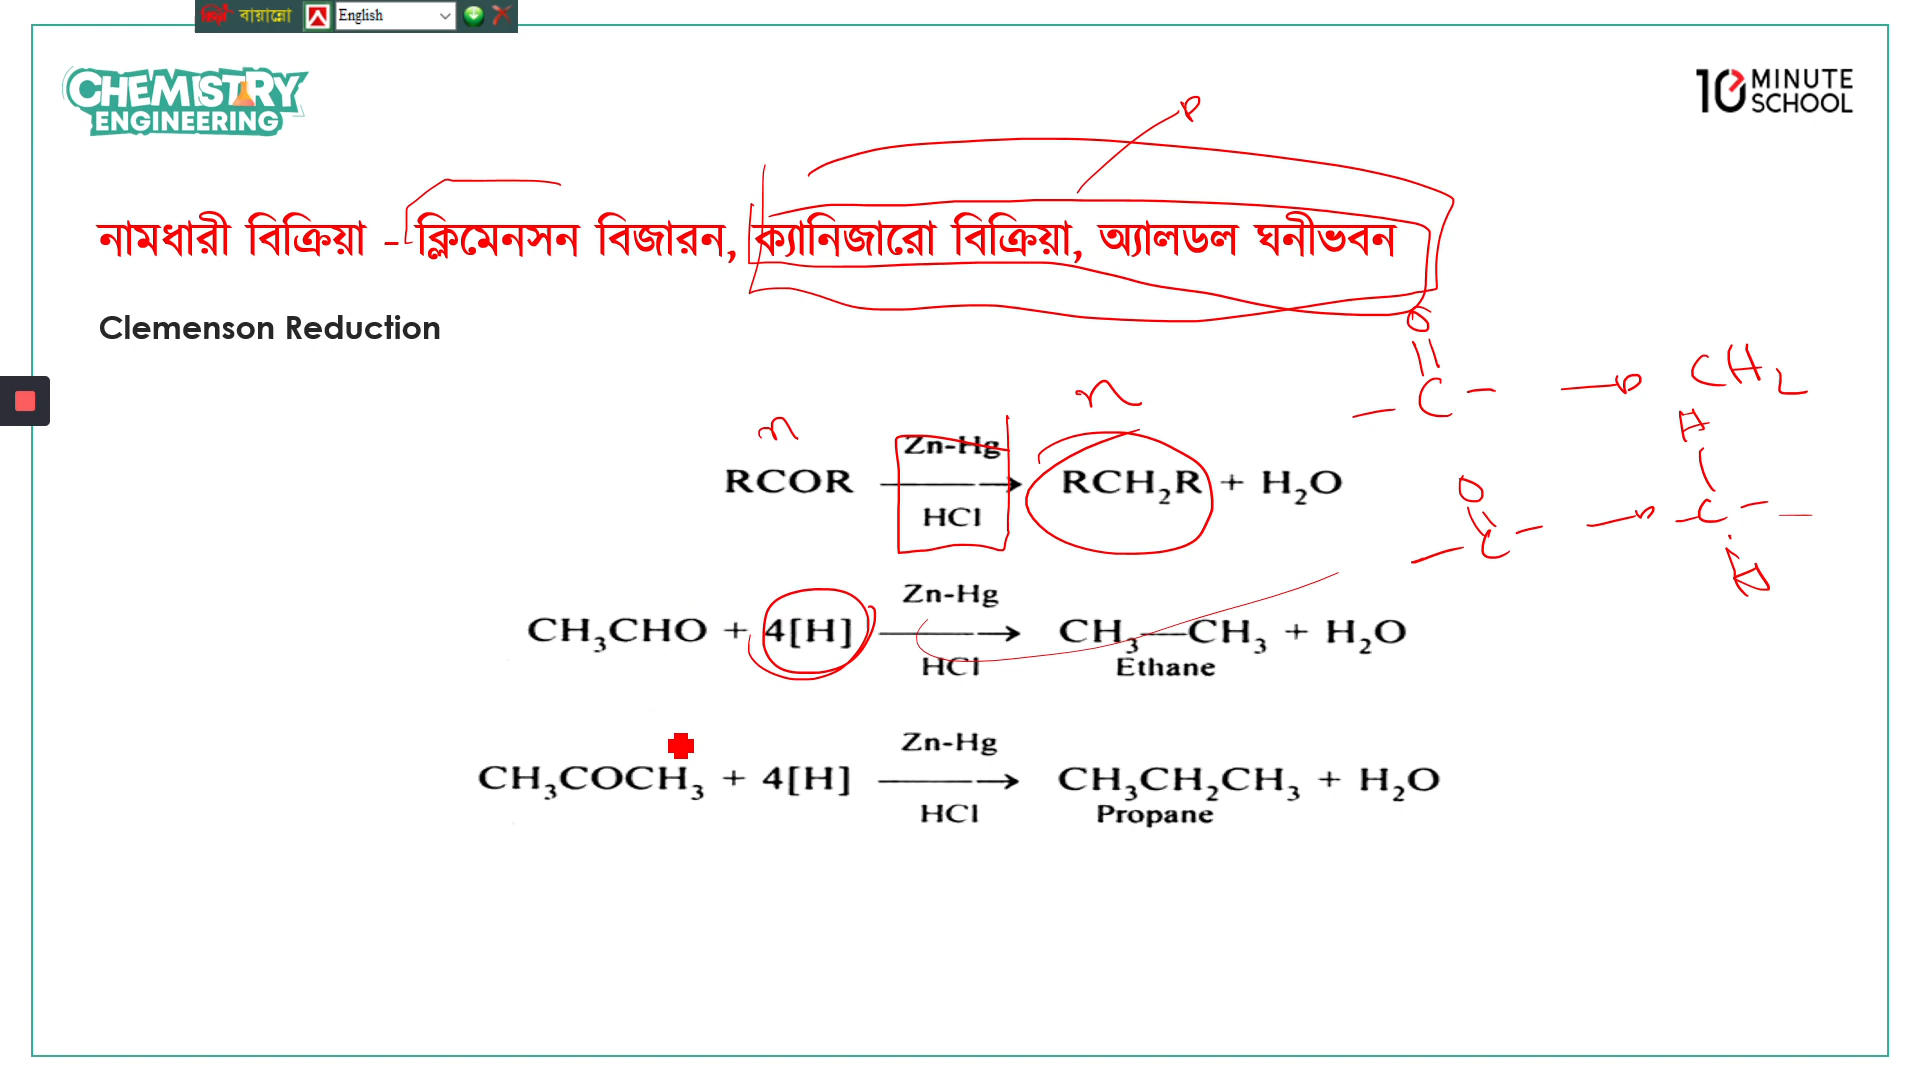 বিজয় বায়ান্নো English
CHEMISTRY
ENGINEERING
10 MINUTE
SCHOOL
নামধারী বিক্রিয়া - ক্লিমেনসন বিজারন, ক্যানিজারো বিক্রিয়া, অ্যালডল ঘনীভবন
Clemenson Reduction
O
|| 
- C - → CH₂
n n
Zn-Hg
RCOR → RCH₂R + H₂O
HCl
O H
- C - → - C - -
H
Zn-Hg
CH₃CHO + 4[H] → CH₃—CH₃ + H₂O
HCl Ethane
Zn-Hg
CH₃COCH₃ + 4[H] → CH₃CH₂CH₃ + H₂O
HCl Propane